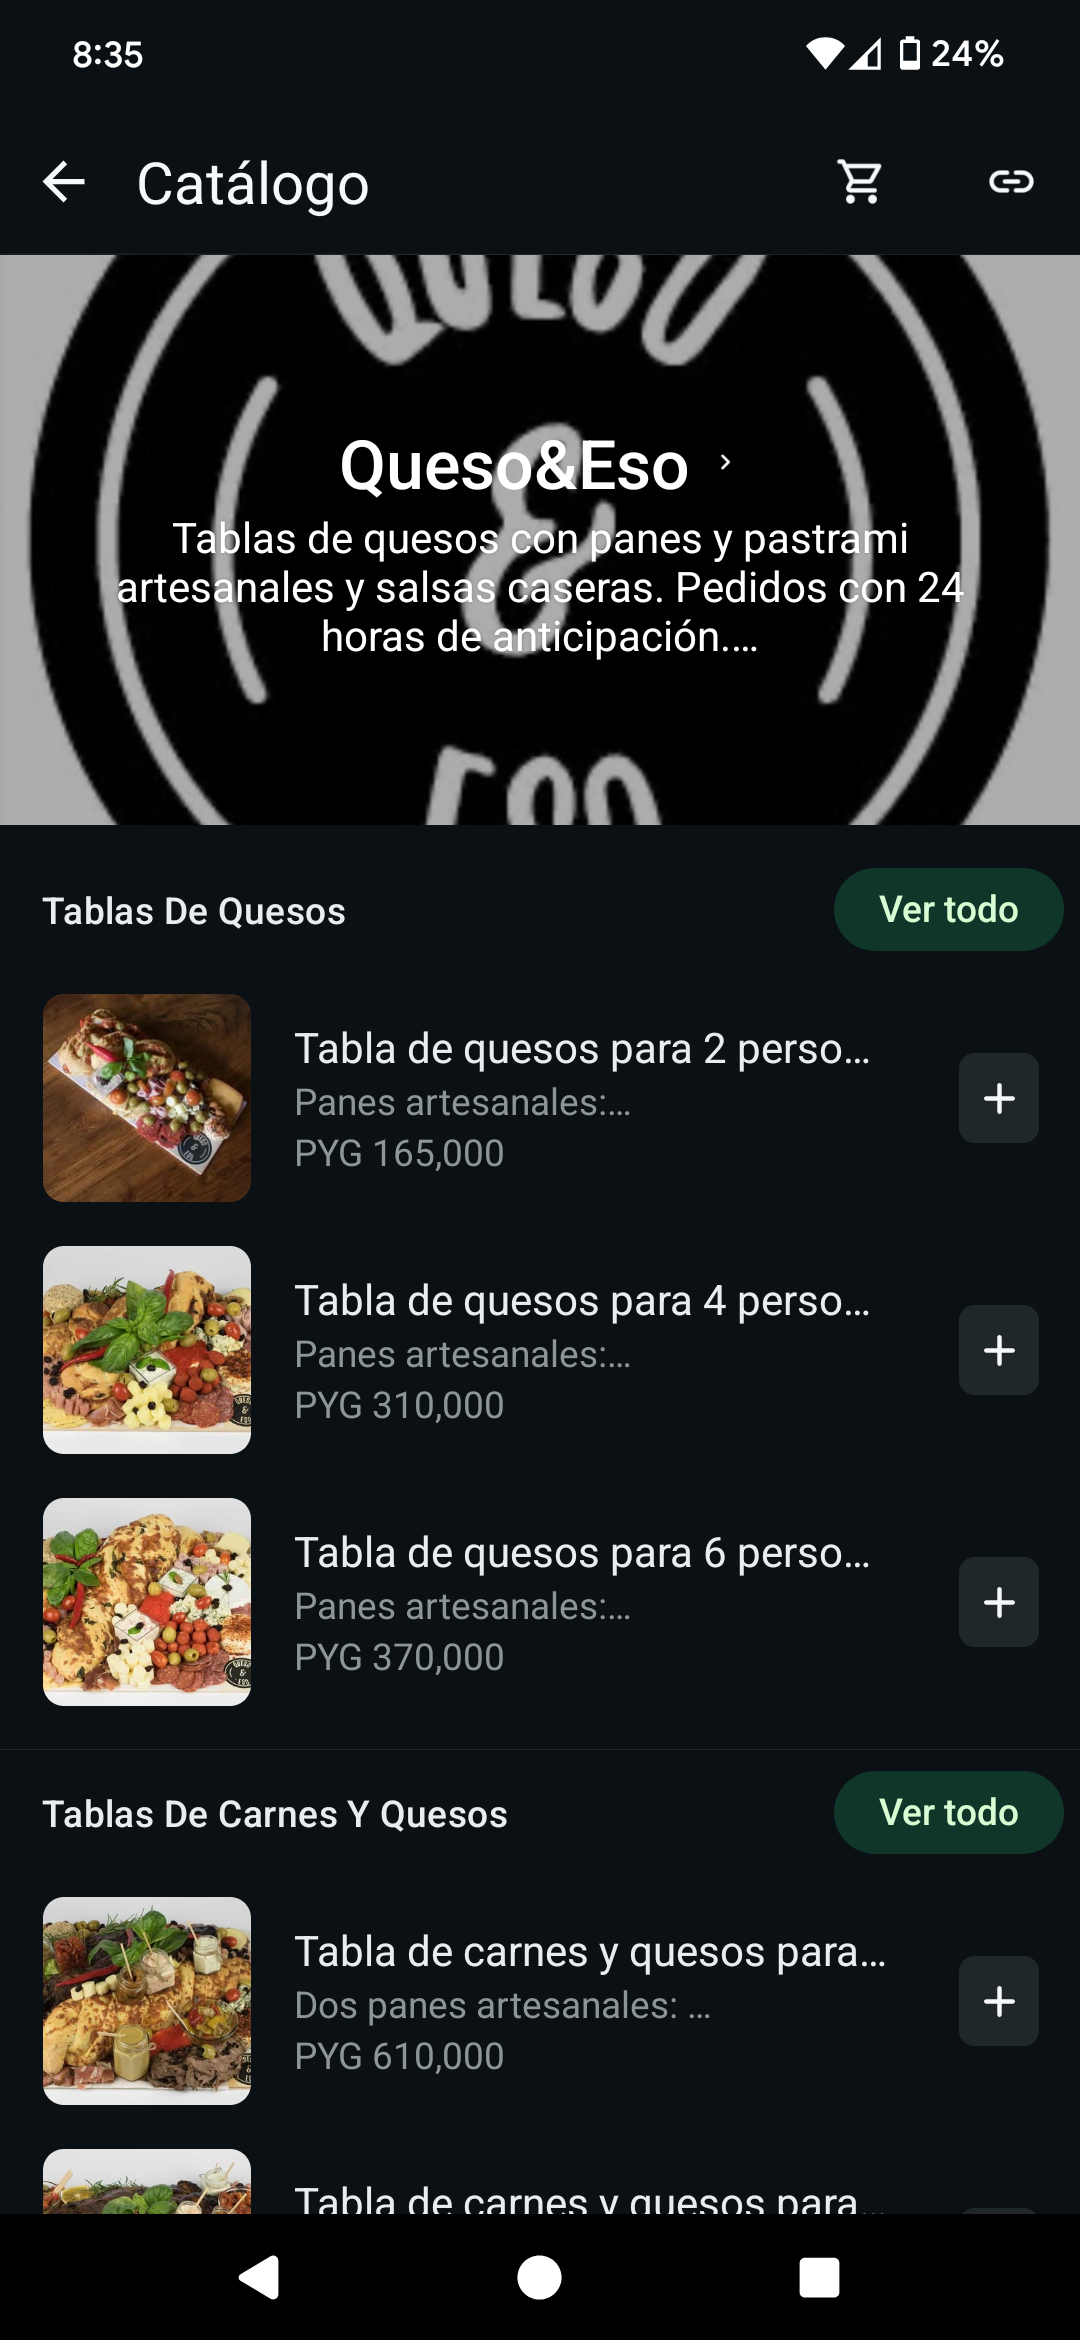 8:35
24%
Catálogo
QUESO
&
ESO
Queso&Eso
Tablas de quesos con panes y pastrami
artesanales y salsas caseras. Pedidos con 24
horas de anticipación....
Tablas De Quesos
Ver todo
Tabla de quesos para 2 perso...
Panes artesanales:...
PYG 165,000
Tabla de quesos para 4 perso...
Panes artesanales:...
PYG 310,000
Tabla de quesos para 6 perso...
Panes artesanales:...
PYG 370,000
Tablas De Carnes Y Quesos
Ver todo
Tabla de carnes y quesos para...
Dos panes artesanales: ...
PYG 610,000
Tabla de carnes y quesos para...